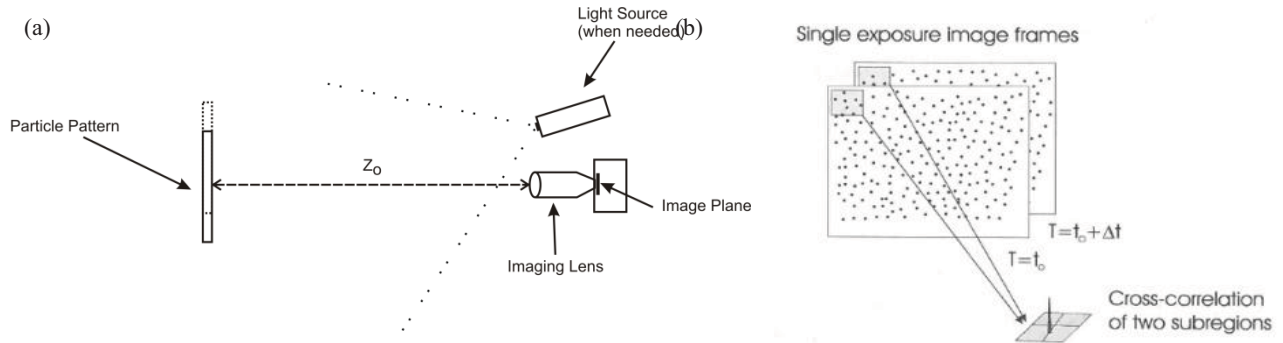 (a)
Light Source
(when needed)
Particle Pattern
Zo
Image Plane
Imaging Lens
(b)
Single exposure image frames
T=to+Δt
T=to
Cross-correlation
of two subregions